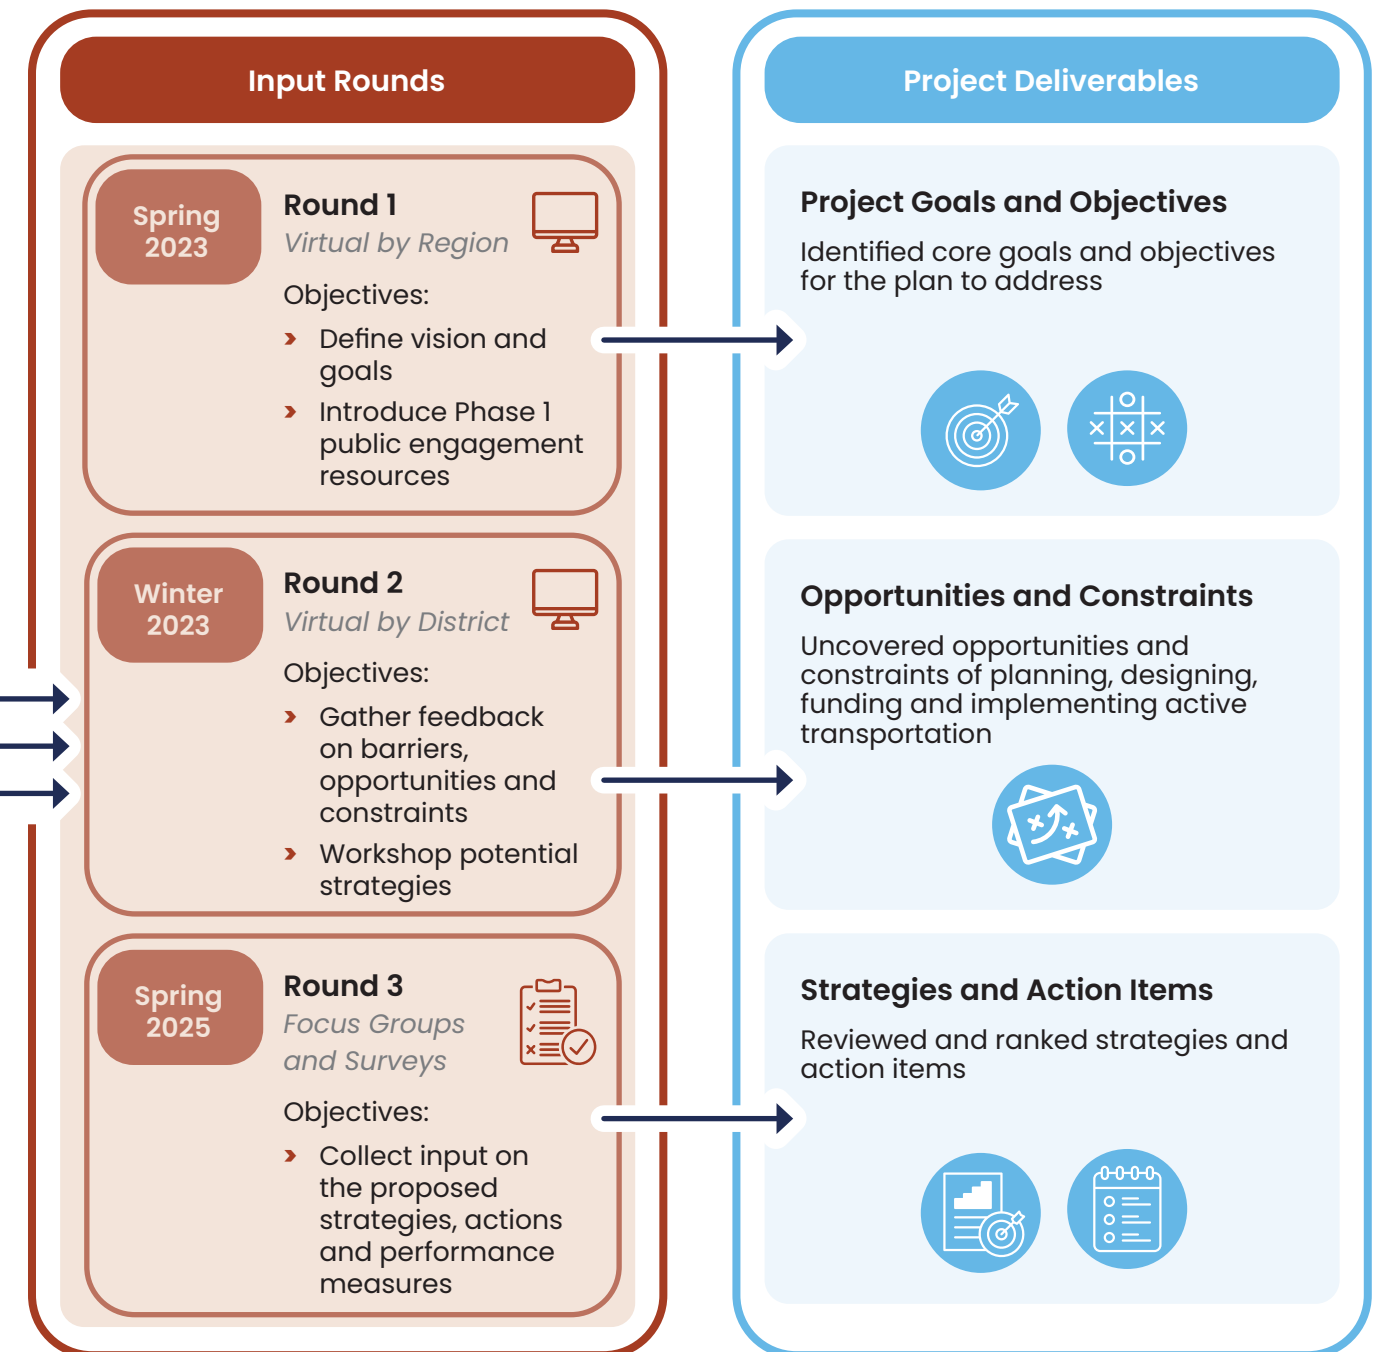 Input Rounds
Spring
2023
Round 1
Virtual by Region
Objectives:
Define vision and
goals
Introduce Phase 1
public engagement
resources
Winter
2023
Round 2
Virtual by District
Objectives:
Gather feedback
on barriers,
opportunities and
constraints
Workshop potential
strategies
Spring
2025
Round 3
Focus Groups
and Surveys
Objectives:
Collect input on
the proposed
strategies, actions
and performance
measures
Project Deliverables
Project Goals and Objectives
Identified core goals and objectives
for the plan to address
Opportunities and Constraints
Uncovered opportunities and
constraints of planning, designing,
funding and implementing active
transportation
Strategies and Action Items
Reviewed and ranked strategies and
action items